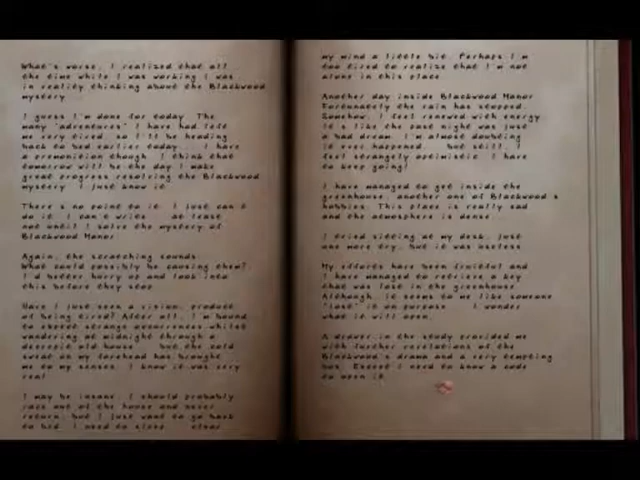 What's worse, I realized that all
the time while I was working I was
in reality thinking about the Blackwood
mystery.
I guess I'm done for today. The
many "adventures" I have had left
me very tired, so I'll be heading
back to bed earlier today... I have
a premonition though. I think that
tomorrow will be the day I make
great progress resolving the Blackwood
mystery. I just know it.
There's no point to it. I just can't
do it. I can't write... at least
not until I solve the mystery of
Blackwood Manor.
Again, the scratching sounds.
What could possibly be causing them?
I'd better hurry up and look into
this before they stop.
Have I just seen a vision, product
of being tired? After all, I'm bound
to expect strange occurrences whilst
wandering at midnight through a
decrepit old house... but the cold
sweat on my forehead has brought
me to my senses. I know it was very
real.
I may be insane. I should probably
race out of the house and never
return, but I just want to go back
to bed. I need to sleep... clear
my mind a little bit. Perhaps I'm
too tired to realize that I'm not
alone in this place.
Another day inside Blackwood Manor.
Fortunately the rain has stopped.
Somehow, I feel renewed with energy.
It's like the past night was just
a bad dream. I'm almost doubting
it ever happened... but still, I
feel strangely optimistic. I have
to keep going!
I have managed to get inside the
greenhouse, another one of Blackwood's
hobbies. This place is really sad
and the atmosphere is dense.
I tried sitting at my desk, just
one more try, but it was useless.
My efforts have been fruitful and
I have managed to retrieve a key
that was lost in the greenhouse.
Although, it seems to me like someone
"lost" it on purpose... I wonder
what it will open.
A drawer in the study provided me
with further revelations of the
Blackwood's drama and a very tempting
box. Except I need to know a code
to open it.